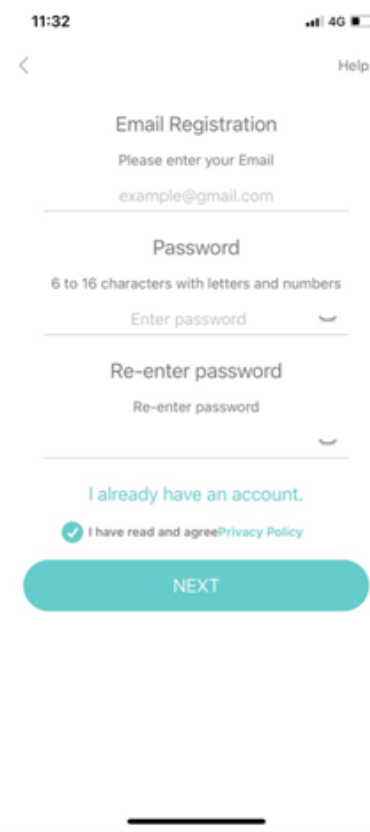 11:32 4G
Help
Email Registration
Please enter your Email
example@gmail.com
Password
6 to 16 characters with letters and numbers
Enter password
Re-enter password
Re-enter password
I already have an account.
I have read and agreePrivacy Policy
NEXT